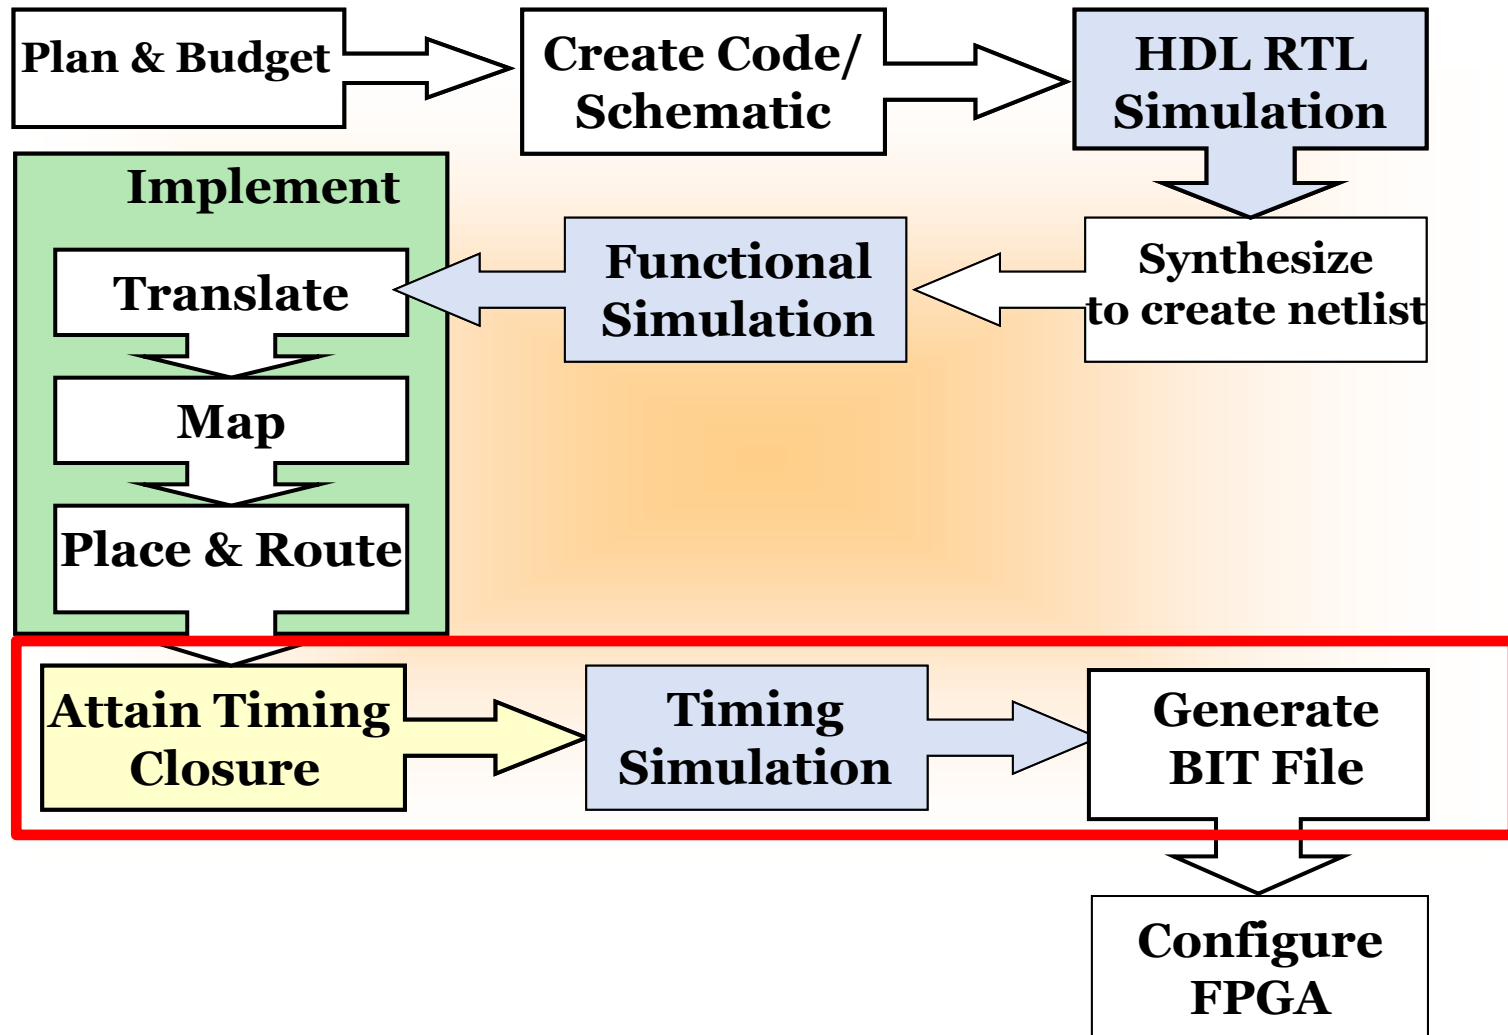 Plan & Budget
Create Code/
Schematic
HDL RTL
Simulation
Implement
Translate
Map
Place & Route
Functional
Simulation
Synthesize
to create netlist
Attain Timing
Closure
Timing
Simulation
Generate
BIT File
Configure
FPGA